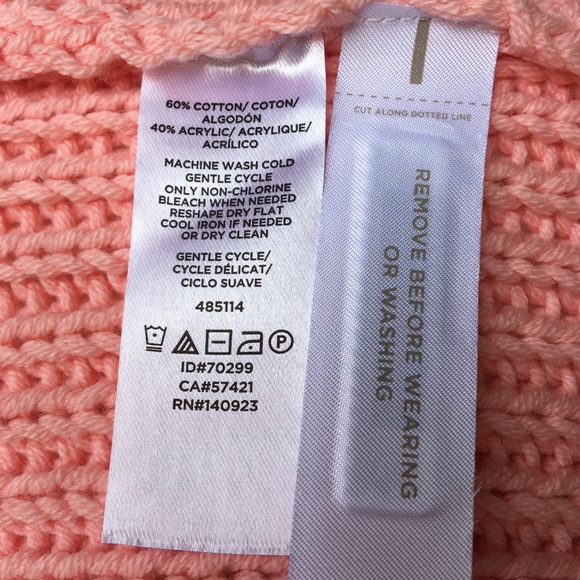 60% COTTON/ COTON/
ALGODÓN
40% ACRYLIC/ ACRYLIQUE/
ACRÍLICO
MACHINE WASH COLD
GENTLE CYCLE
ONLY NON-CHLORINE
BLEACH WHEN NEEDED
RESHAPE DRY FLAT
COOL IRON IF NEEDED
OR DRY CLEAN
GENTLE CYCLE/
CYCLE DÉLICAT/
CICLO SUAVE
485114
P
ID#70299
CA#57421
RN#140923
CUT ALONG DOTTED LINE
REMOVE BEFORE WEARING
OR WASHING